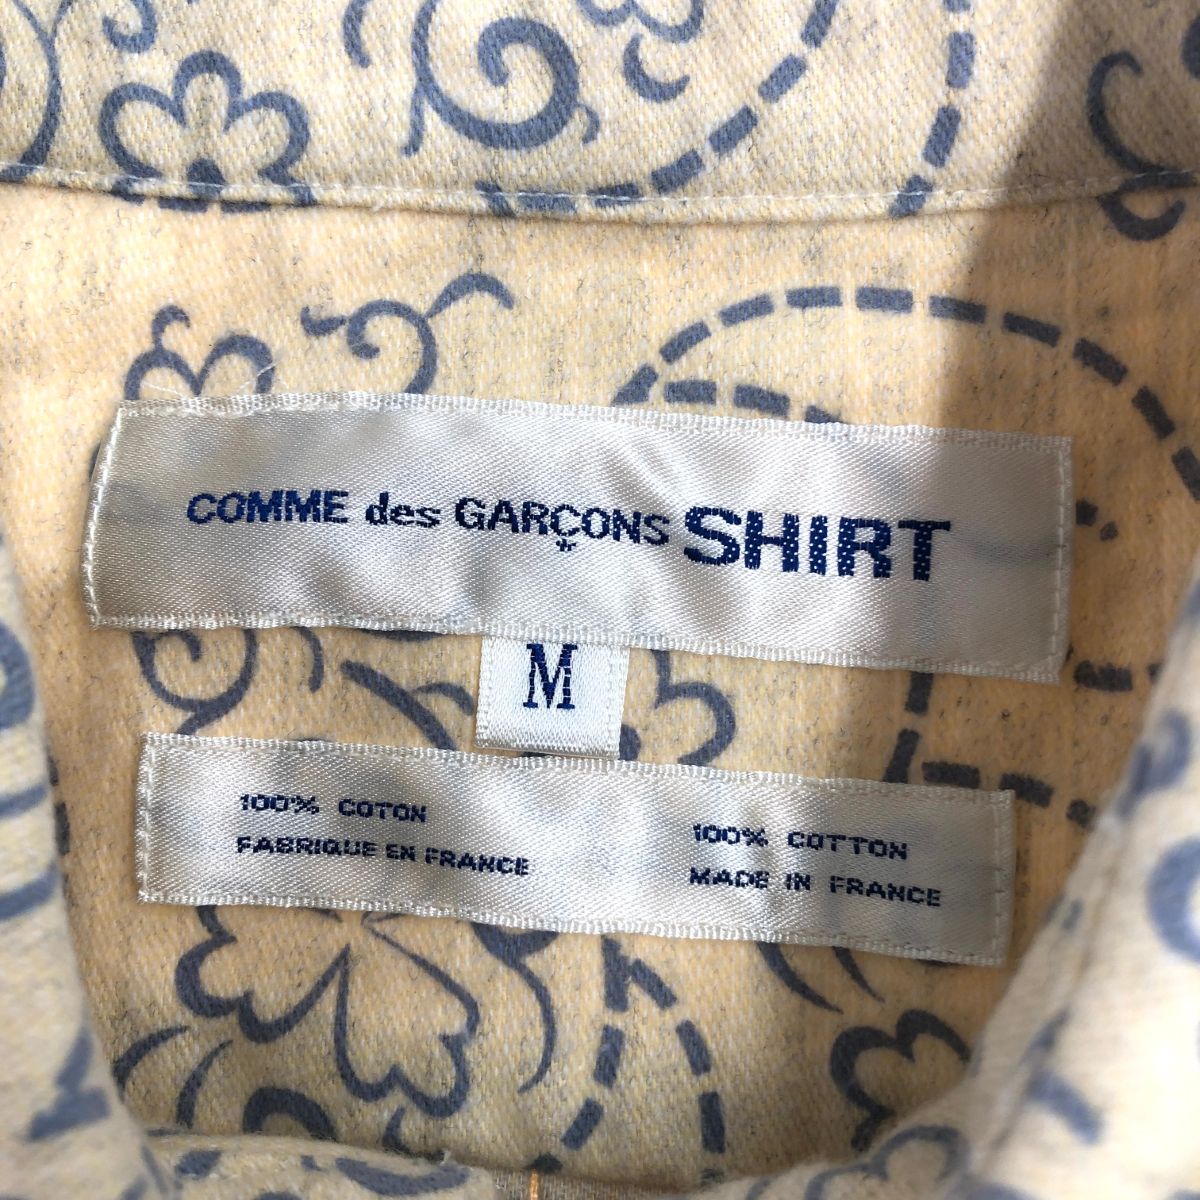 COMME des GARÇONS SHIRT
M
100% COTON
FABRIQUE EN FRANCE
100% COTTON
MADE IN FRANCE